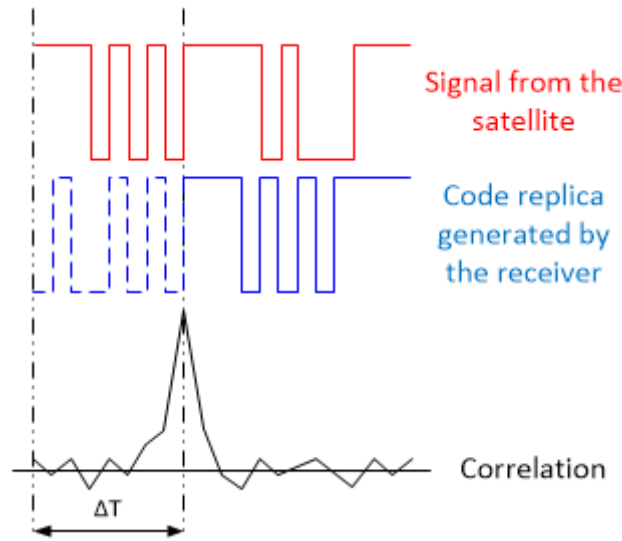 Signal from the
satellite
Code replica
generated by
the receiver
Correlation
ΔT